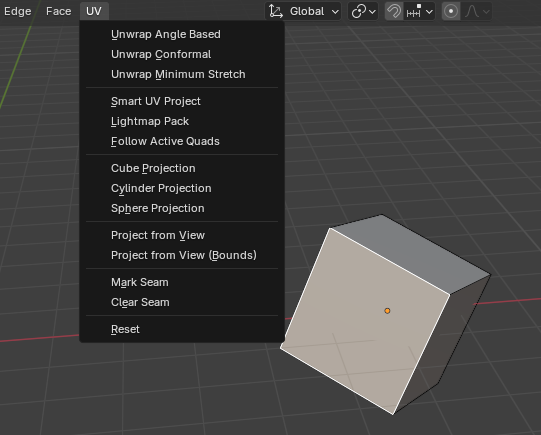 Edge Face UV Global
Unwrap Angle Based
Unwrap Conformal
Unwrap Minimum Stretch
Smart UV Project
Lightmap Pack
Follow Active Quads
Cube Projection
Cylinder Projection
Sphere Projection
Project from View
Project from View (Bounds)
Mark Seam
Clear Seam
Reset